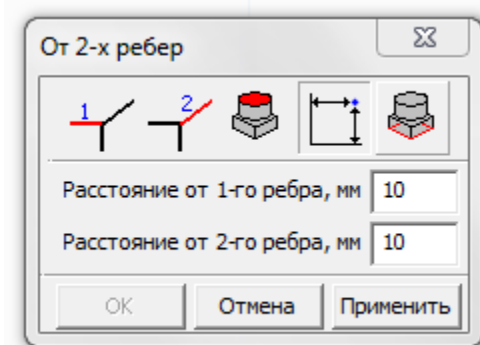 От 2-х ребер
1 2
Расстояние от 1-го ребра, мм 10
Расстояние от 2-го ребра, мм 10
ОК Отмена Применить